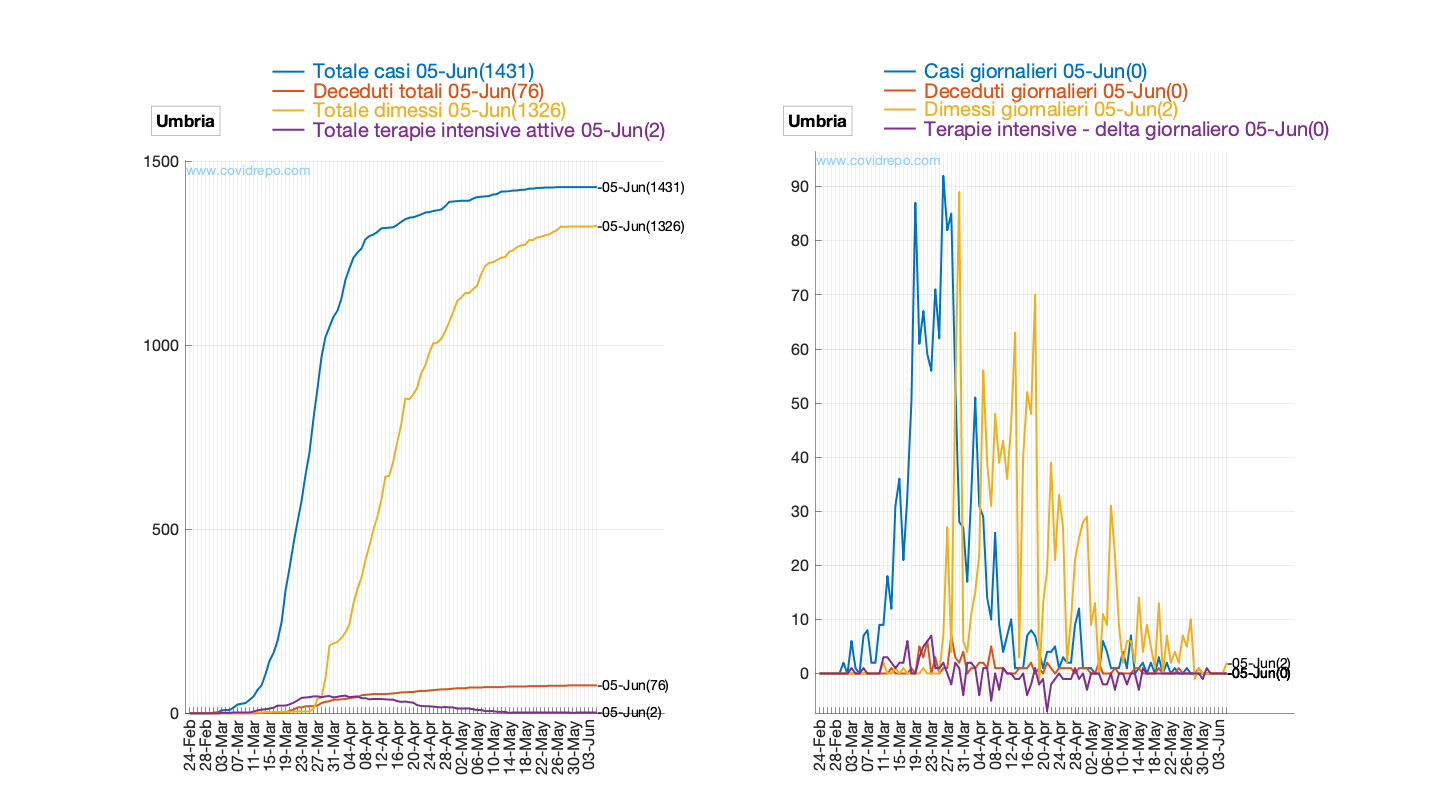 Totale casi 05-Jun(1431)
Deceduti totali 05-Jun(76)
Totale dimessi 05-Jun(1326)
Totale terapie intensive attive 05-Jun(2)
Umbria
www.covidrepo.com
1500
1000
500
0
-05-Jun(1431)
-05-Jun(1326)
-05-Jun(76)
-05-Jun(2)
24-Feb
28-Feb
03-Mar
07-Mar
11-Mar
15-Mar
19-Mar
23-Mar
27-Mar
31-Mar
04-Apr
08-Apr
12-Apr
16-Apr
20-Apr
24-Apr
28-Apr
02-May
06-May
10-May
14-May
18-May
22-May
26-May
30-May
03-Jun
Casi giornalieri 05-Jun(0)
Deceduti giornalieri 05-Jun(0)
Dimessi giornalieri 05-Jun(2)
Terapie intensive - delta giornaliero 05-Jun(0)
Umbria
www.covidrepo.com
90
80
70
60
50
40
30
20
10
0
-05-Jun(2)
-05-Jun(0)
24-Feb
28-Feb
03-Mar
07-Mar
11-Mar
15-Mar
19-Mar
23-Mar
27-Mar
31-Mar
04-Apr
08-Apr
12-Apr
16-Apr
20-Apr
24-Apr
28-Apr
02-May
06-May
10-May
14-May
18-May
22-May
26-May
30-May
03-Jun